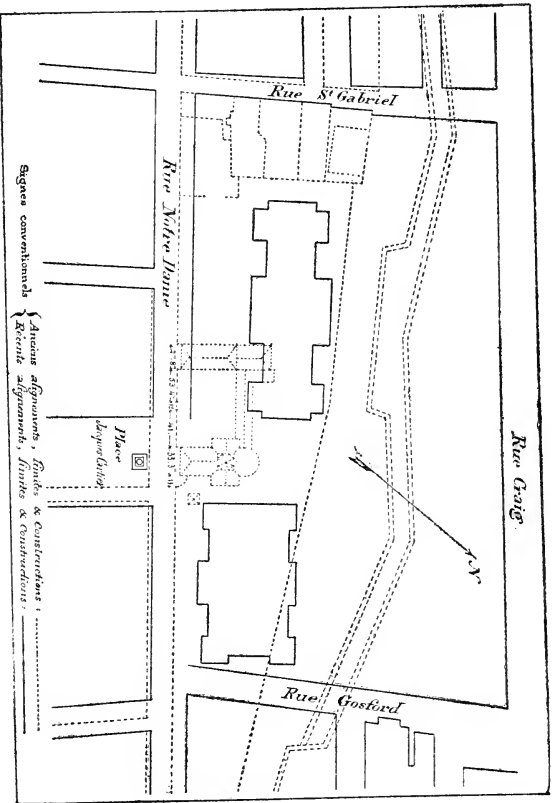 Rue St Gabriel
Rue Notre Dame
Rue Craig.
Place
Jacques Cartier
N
Rue Gosford
Signes conventionnels
Anciens alignements, limites & Constructions :
Récents alignements, limites & Constructions :